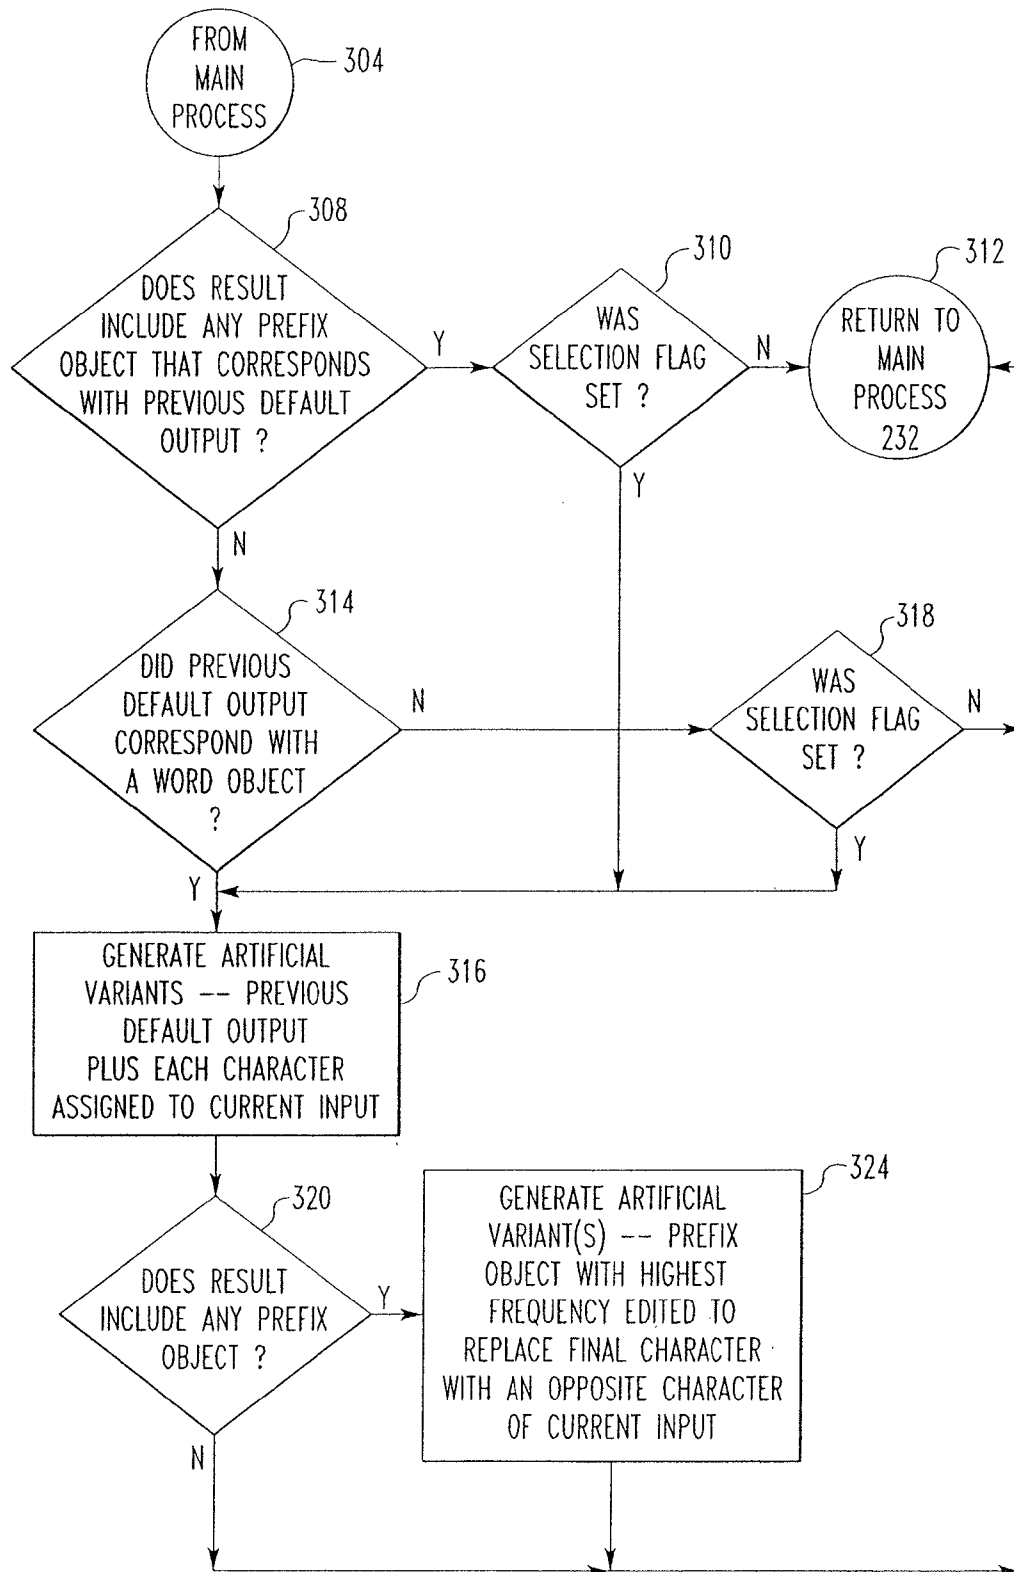 FROM
MAIN
PROCESS
304
308
DOES RESULT
INCLUDE ANY PREFIX
OBJECT THAT CORRESPONDS
WITH PREVIOUS DEFAULT
OUTPUT ?
Y
N
310
WAS
SELECTION FLAG
SET ?
N
Y
312
RETURN TO
MAIN
PROCESS
232
314
DID PREVIOUS
DEFAULT OUTPUT
CORRESPOND WITH
A WORD OBJECT
?
N
Y
318
WAS
SELECTION FLAG
SET ?
N
Y
GENERATE ARTIFICIAL
VARIANTS -- PREVIOUS
DEFAULT OUTPUT
PLUS EACH CHARACTER
ASSIGNED TO CURRENT INPUT
316
320
DOES RESULT
INCLUDE ANY PREFIX
OBJECT ?
Y
N
324
GENERATE ARTIFICIAL
VARIANT(S) -- PREFIX
OBJECT WITH HIGHEST
FREQUENCY EDITED TO
REPLACE FINAL CHARACTER
WITH AN OPPOSITE CHARACTER
OF CURRENT INPUT